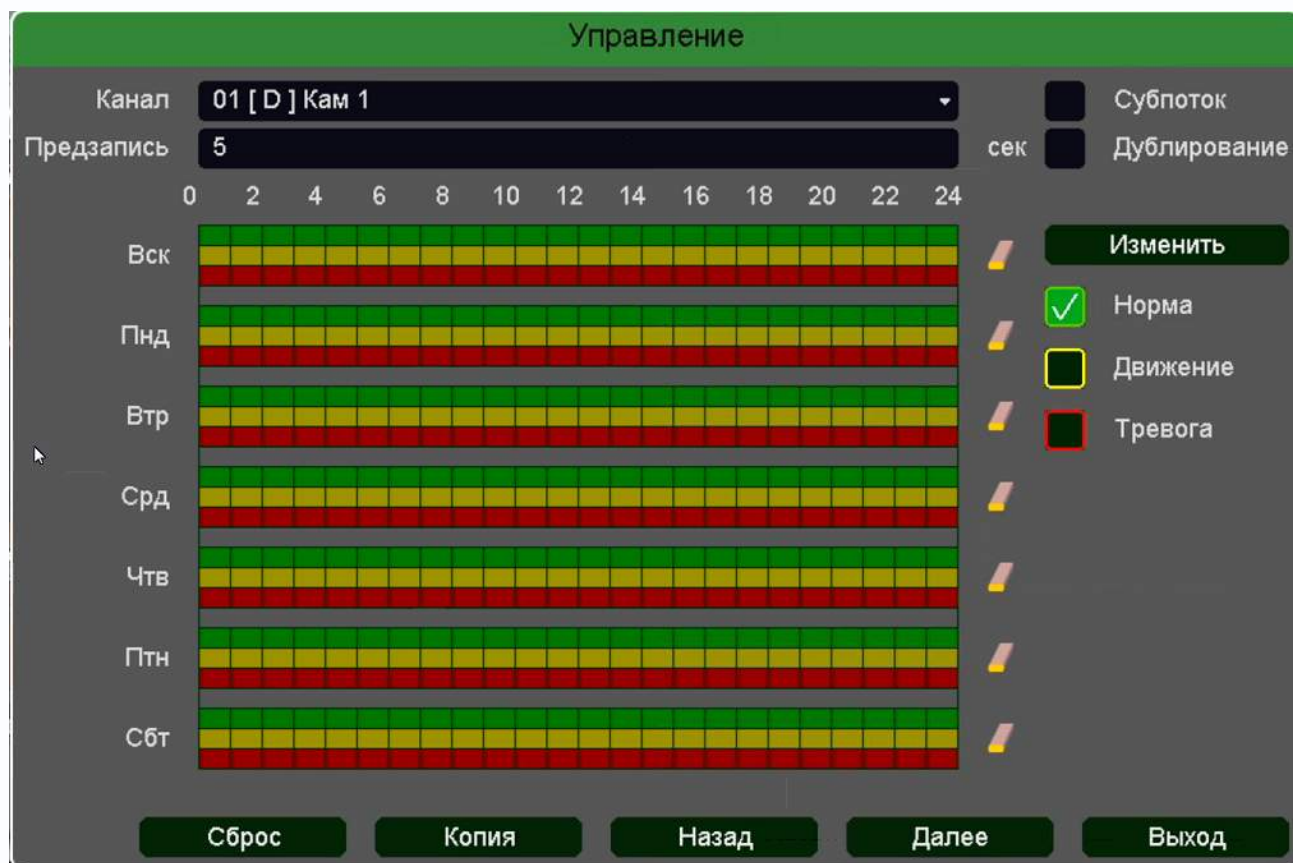 Управление
Канал 01 [ D ] Кам 1 Субпоток
Предзапись 5 сек Дублирование
0 2 4 6 8 10 12 14 16 18 20 22 24
Вск Изменить
Норма
Пнд
Движение
Втр
Тревога
Срд
Чтв
Птн
Сбт
Сброс Копия Назад Далее Выход